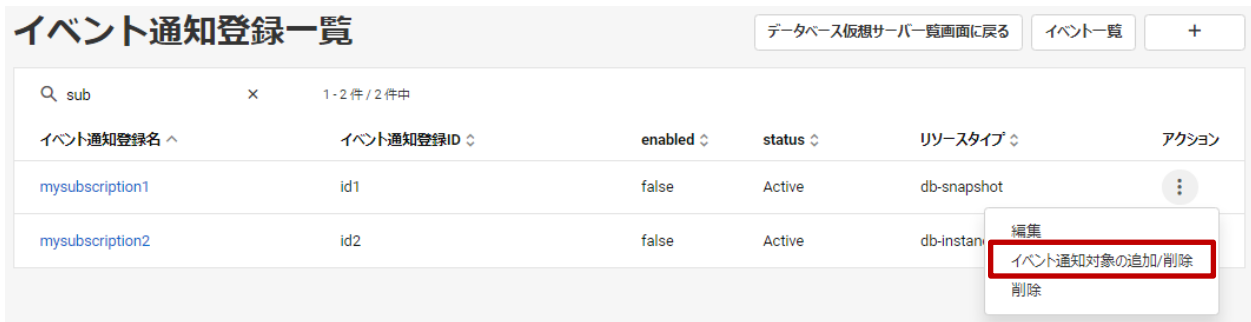 イベント通知登録一覧
データベース仮想サーバ一覧画面に戻る イベント一覧 +
sub × 1 - 2 件 / 2 件中
イベント通知登録名 イベント通知登録ID enabled status リソースタイプ アクション
mysubscription1 id1 false Active db-snapshot
mysubscription2 id2 false Active db-instan
編集
イベント通知対象の追加/削除
削除